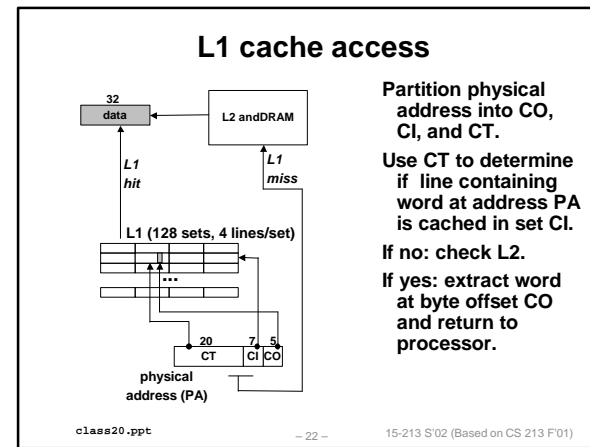 L1 cache access
32
data
L2 andDRAM
L1
hit
L1
miss
L1 (128 sets, 4 lines/set)
...
20
7
5
CT
CI
CO
physical
address (PA)
Partition physical
address into CO,
CI, and CT.
Use CT to determine
if line containing
word at address PA
is cached in set CI.
If no: check L2.
If yes: extract word
at byte offset CO
and return to
processor.
class20.ppt
– 22 –
15-213 S'02 (Based on CS 213 F'01)